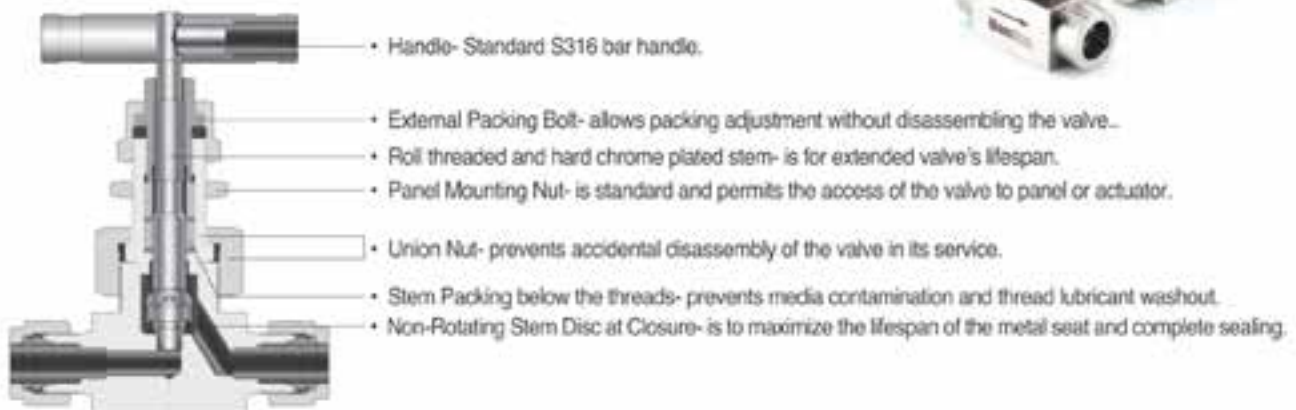 • Handle- Standard S316 bar handle.
• External Packing Bolt- allows packing adjustment without disassembling the valve..
• Roll threaded and hard chrome plated stem- is for extended valve's lifespan.
• Panel Mounting Nut- is standard and permits the access of the valve to panel or actuator.
• Union Nut- prevents accidental disassembly of the valve in its service.
• Stem Packing below the threads- prevents media contamination and thread lubricant washout.
• Non-Rotating Stem Disc at Closure- is to maximize the lifespan of the metal seat and complete sealing.